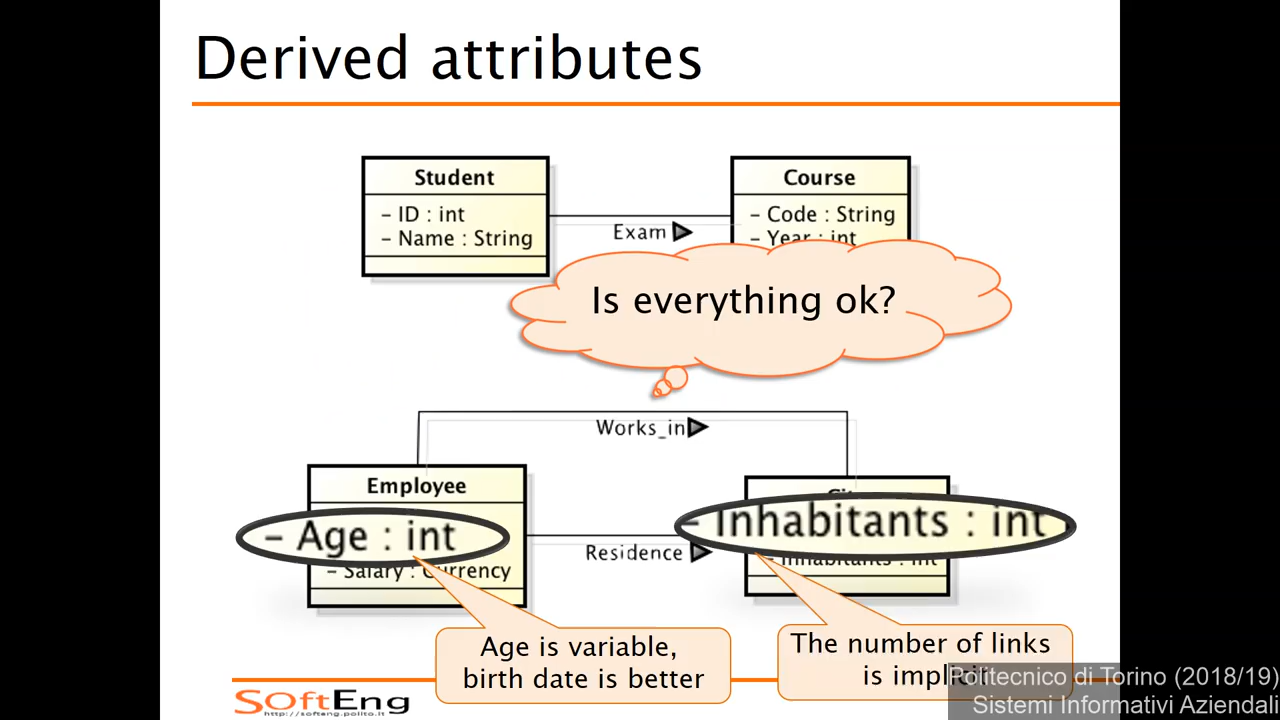 Derived attributes
Student
– ID : int
– Name : String
Exam
Course
– Code : String
– Year : int
Is everything ok?
Works_in
Employee
– Age : int
– Salary : Currency
Residence
– Inhabitants : int
– Inhabitants : int
Age is variable,
birth date is better
The number of links
is implicit
SoftEng
http://softeng.polito.it
Politecnico di Torino (2018/19)
Sistemi Informativi Aziendali